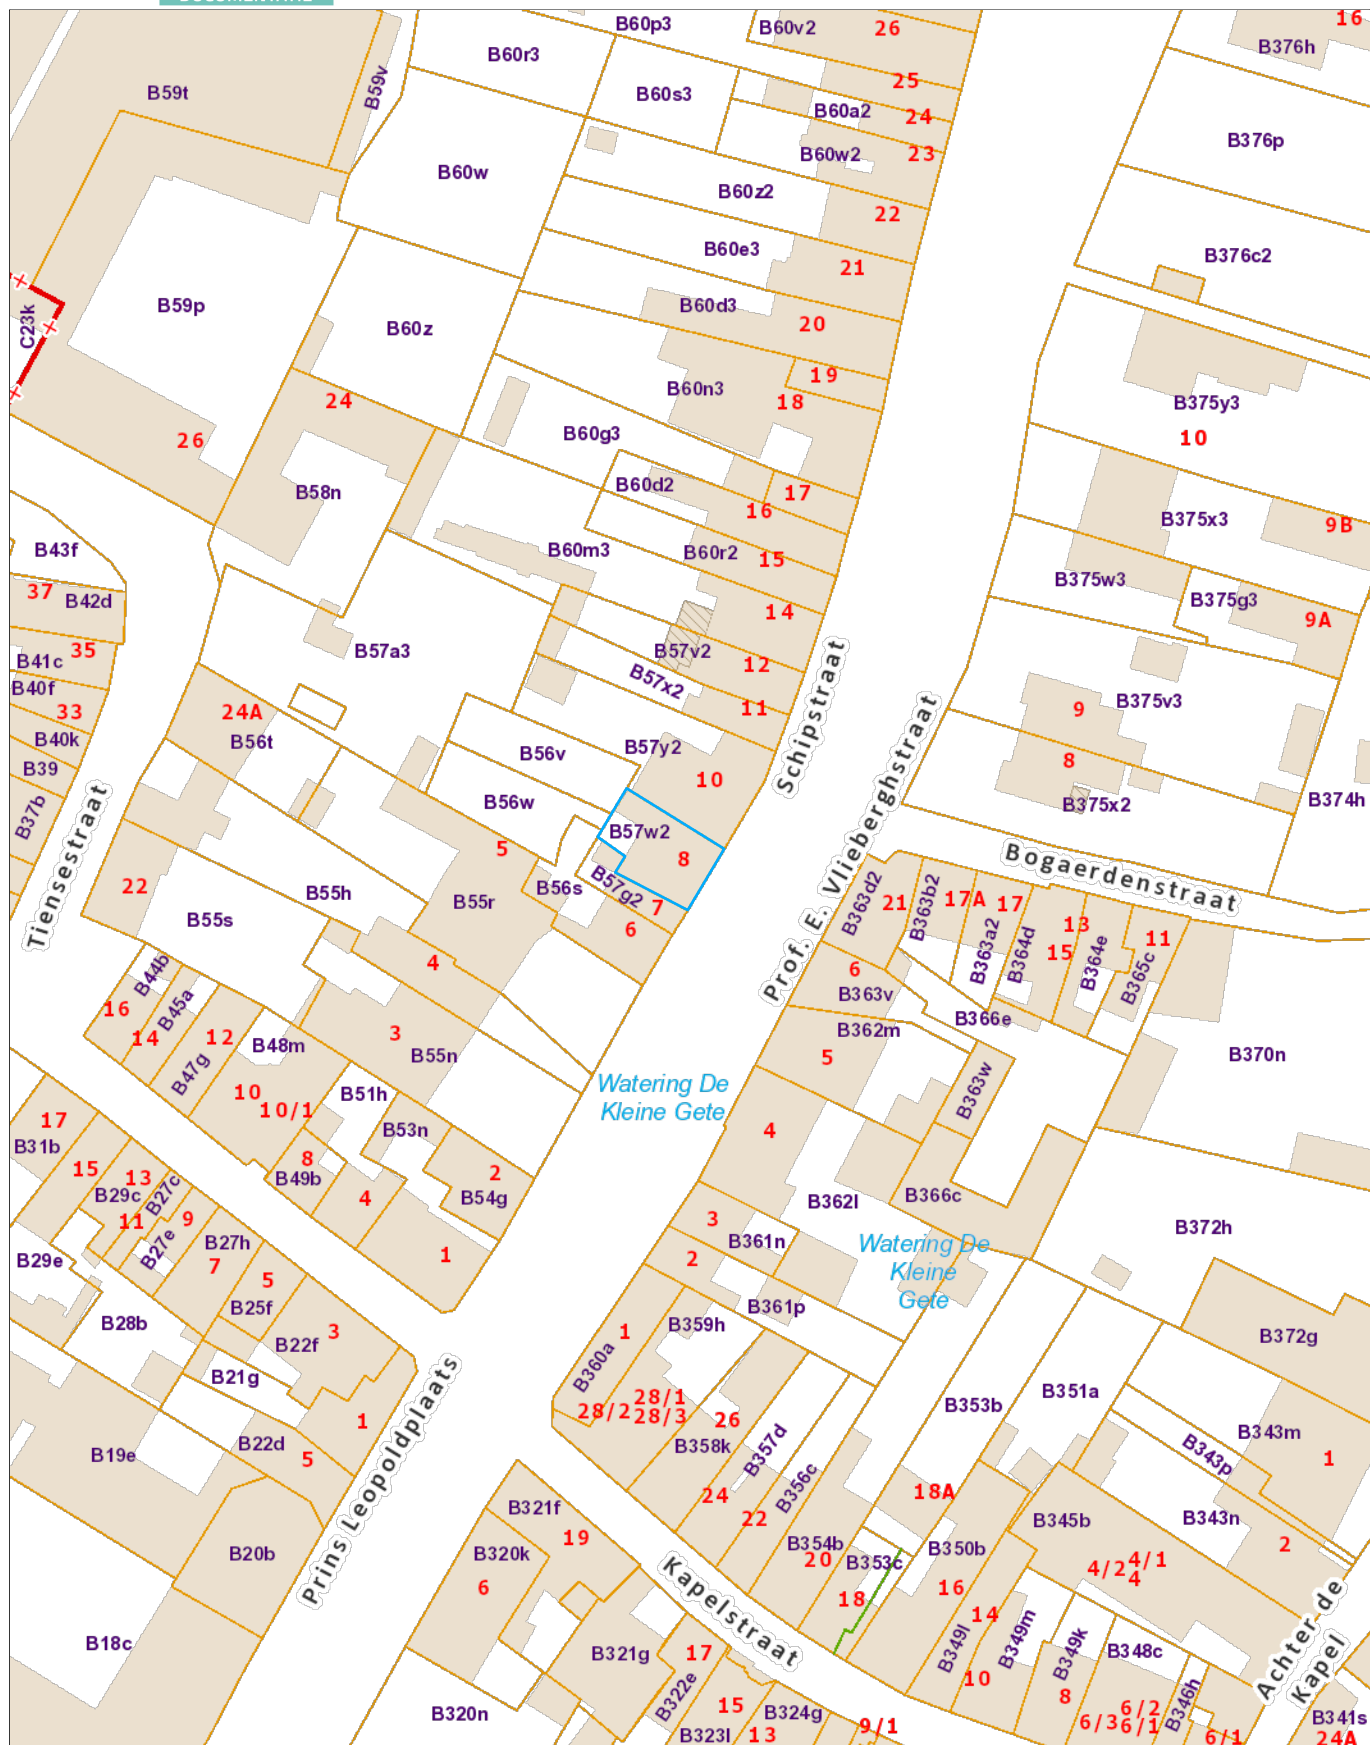 B60p3
B60v2
26
16
B376h
B60r3
B59t
B59v
B60s3
25
B60a2
24
B376p
B60w2
23
B60w
B60z2
22
B60e3
B376c2
21
B59p
B60d3
C23k
B60z
20
19
B60n3
24
18
B375y3
10
26
B60g3
B58n
B60d2
17
16
B375x3
9B
B43f
B60m3
B60r2
15
B375w3
B375g3
37
B42d
14
9A
35
B41c
B57a3
B57v2
12
B40f
B57x2
B375v3
33
24A
11
9
B40k
B56t
B56v
B57y2
Schipstraat
8
B39
10
B56w
B375x2
B374h
B37b
Tiensestraat
B57w2
5
8
Prof. E. Vlieberghstraat
Bogaerdenstraat
22
B55h
B56s
B57g2
B55r
7
B55s
6
B363d2
21
B363b2
17A
17
13
B363a2
B364d
15
B364e
11
B365c
4
6
B44b
B363v
B45a
16
14
B366e
12
3
B362m
B47g
B48m
B55n
5
B370n
10
10/1
B51h
Watering De
Kleine Gete
B363w
17
B53n
4
B31b
15
13
8
2
B29c
B27c
B49b
4
B54g
B362l
B366c
11
9
3
B27e
B27h
B361n
B372h
B29e
7
1
2
Watering De
Kleine
Gete
5
B25f
B361p
B28b
3
B22f
1
B359h
B372g
B21g
B360a
28/1
28/2
28/3
B351a
1
26
B353b
B19e
B22d
B358k
B357d
B343m
5
B343p
1
B356c
24
18A
Prins Leopoldplaats
B321f
22
B345b
B343n
19
B354b
2
B20b
B320k
20
B353c
B350b
4/2
4/1
4
6
Kapelstraat
18
16
14
Achter de
Kapel
B18c
B321g
17
B349l
B349m
B349k
B348c
10
B322e
8
B346h
B320n
15
B324g
6/3
6/2
6/1
B341s
B323l
13
9/1
6/1
24A